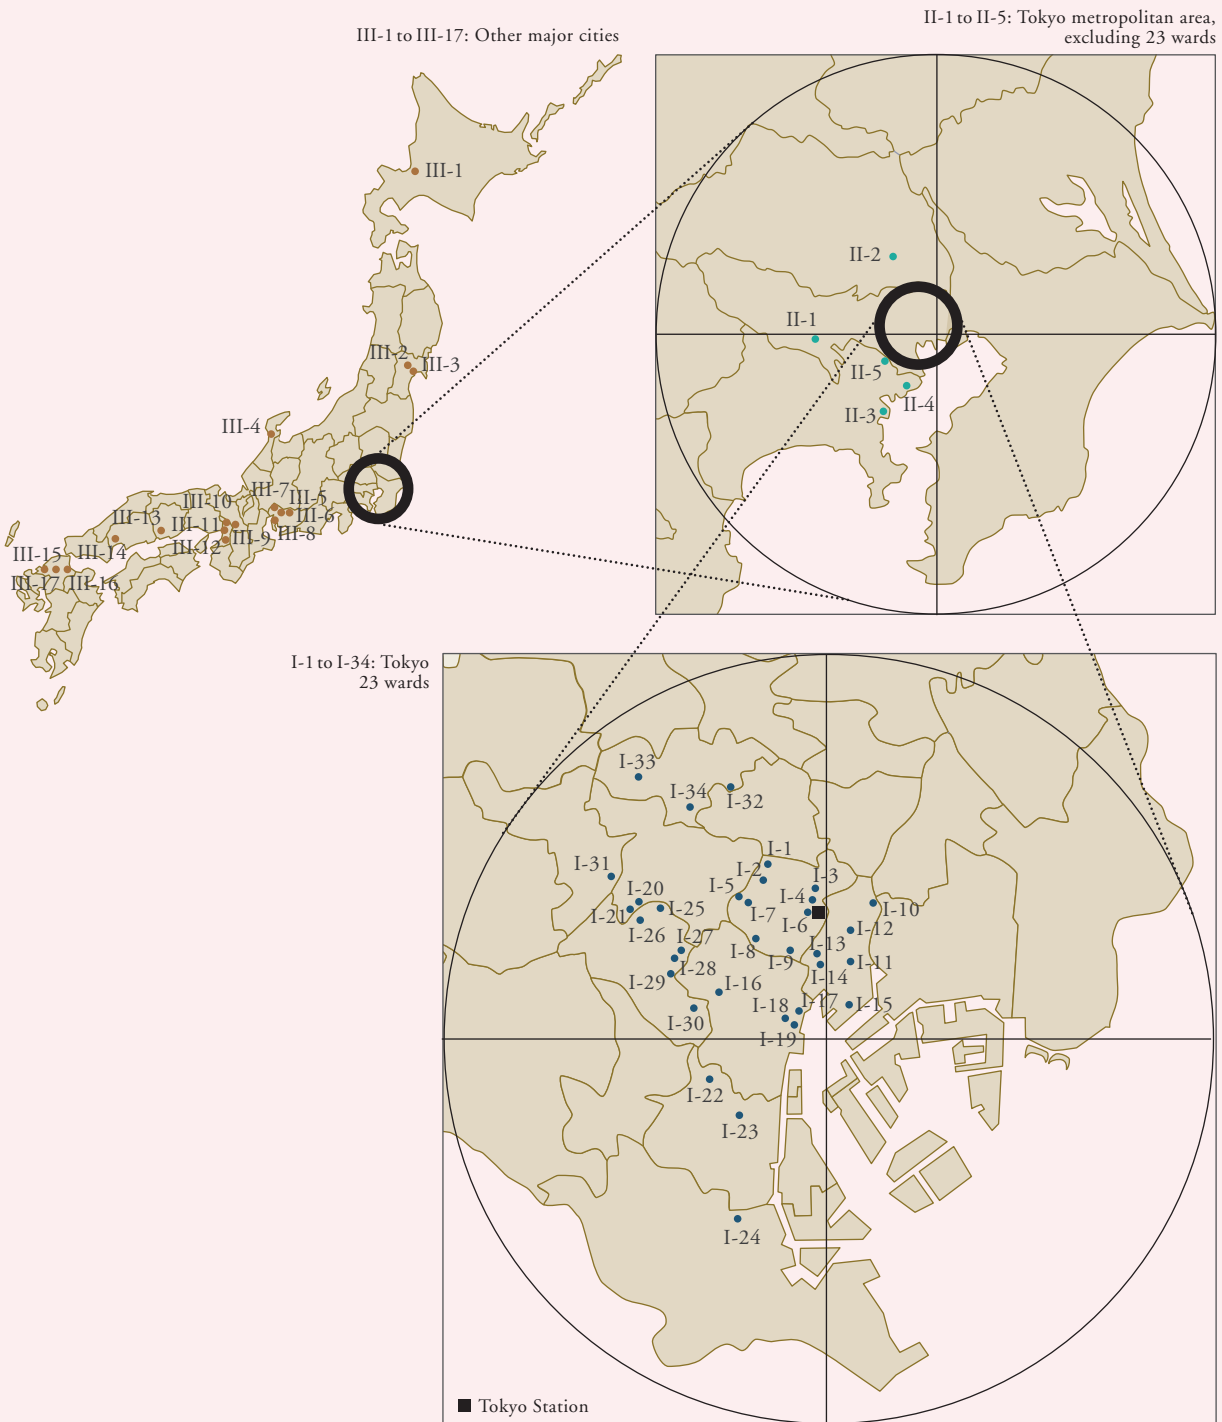 II-1 to II-5: Tokyo metropolitan area,
excluding 23 wards
III-1 to III-17: Other major cities
III-1
III-2
III-3
III-4
III-7
III-5
III-10
III-6
III-13
III-11
III-8
III-9
III-12
III-14
III-15
III-17
III-16
II-2
II-1
II-5
II-4
II-3
I-1 to I-34: Tokyo
23 wards
I-33
I-34
I-32
I-1
I-31
I-2
I-3
I-20
I-5
I-4
I-25
I-21
I-7
I-10
I-6
I-26
I-12
I-27
I-13
I-8
I-9
I-11
I-28
I-14
I-29
I-16
I-18
I-17
I-15
I-30
I-19
I-22
I-23
I-24
Tokyo Station